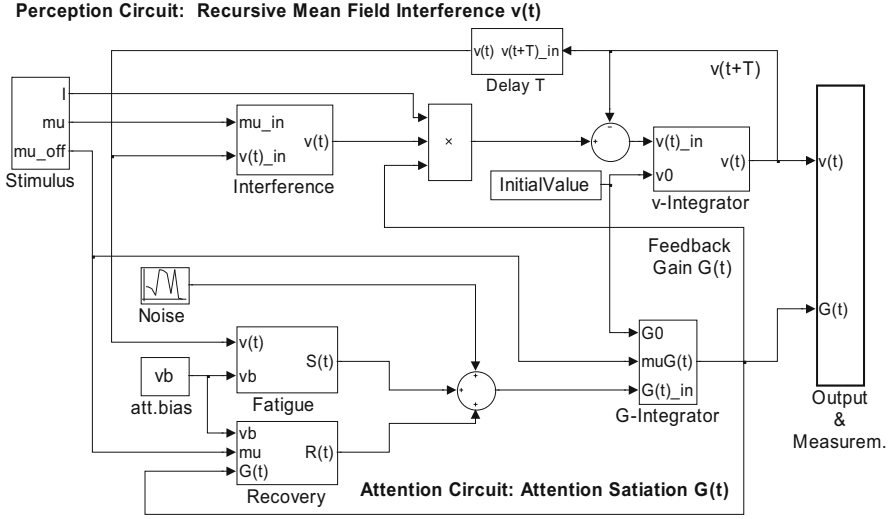 Perception Circuit: Recursive Mean Field Interference v(t)
v(t) v(t+T)_in
Delay T
v(t+T)
I
mu
mu_off
Stimulus
mu_in
v(t)_in
v(t)
Interference
×
−
+
v(t)_in
v0
v(t)
v-Integrator
InitialValue
v(t)
G(t)
Output
&
Measurem.
Feedback
Gain G(t)
Noise
v(t)
vb
S(t)
Fatigue
vb
att.bias
+
+
+
G0
muG(t)
G(t)_in
G-Integrator
vb
mu
G(t)
R(t)
Recovery
Attention Circuit: Attention Satiation G(t)